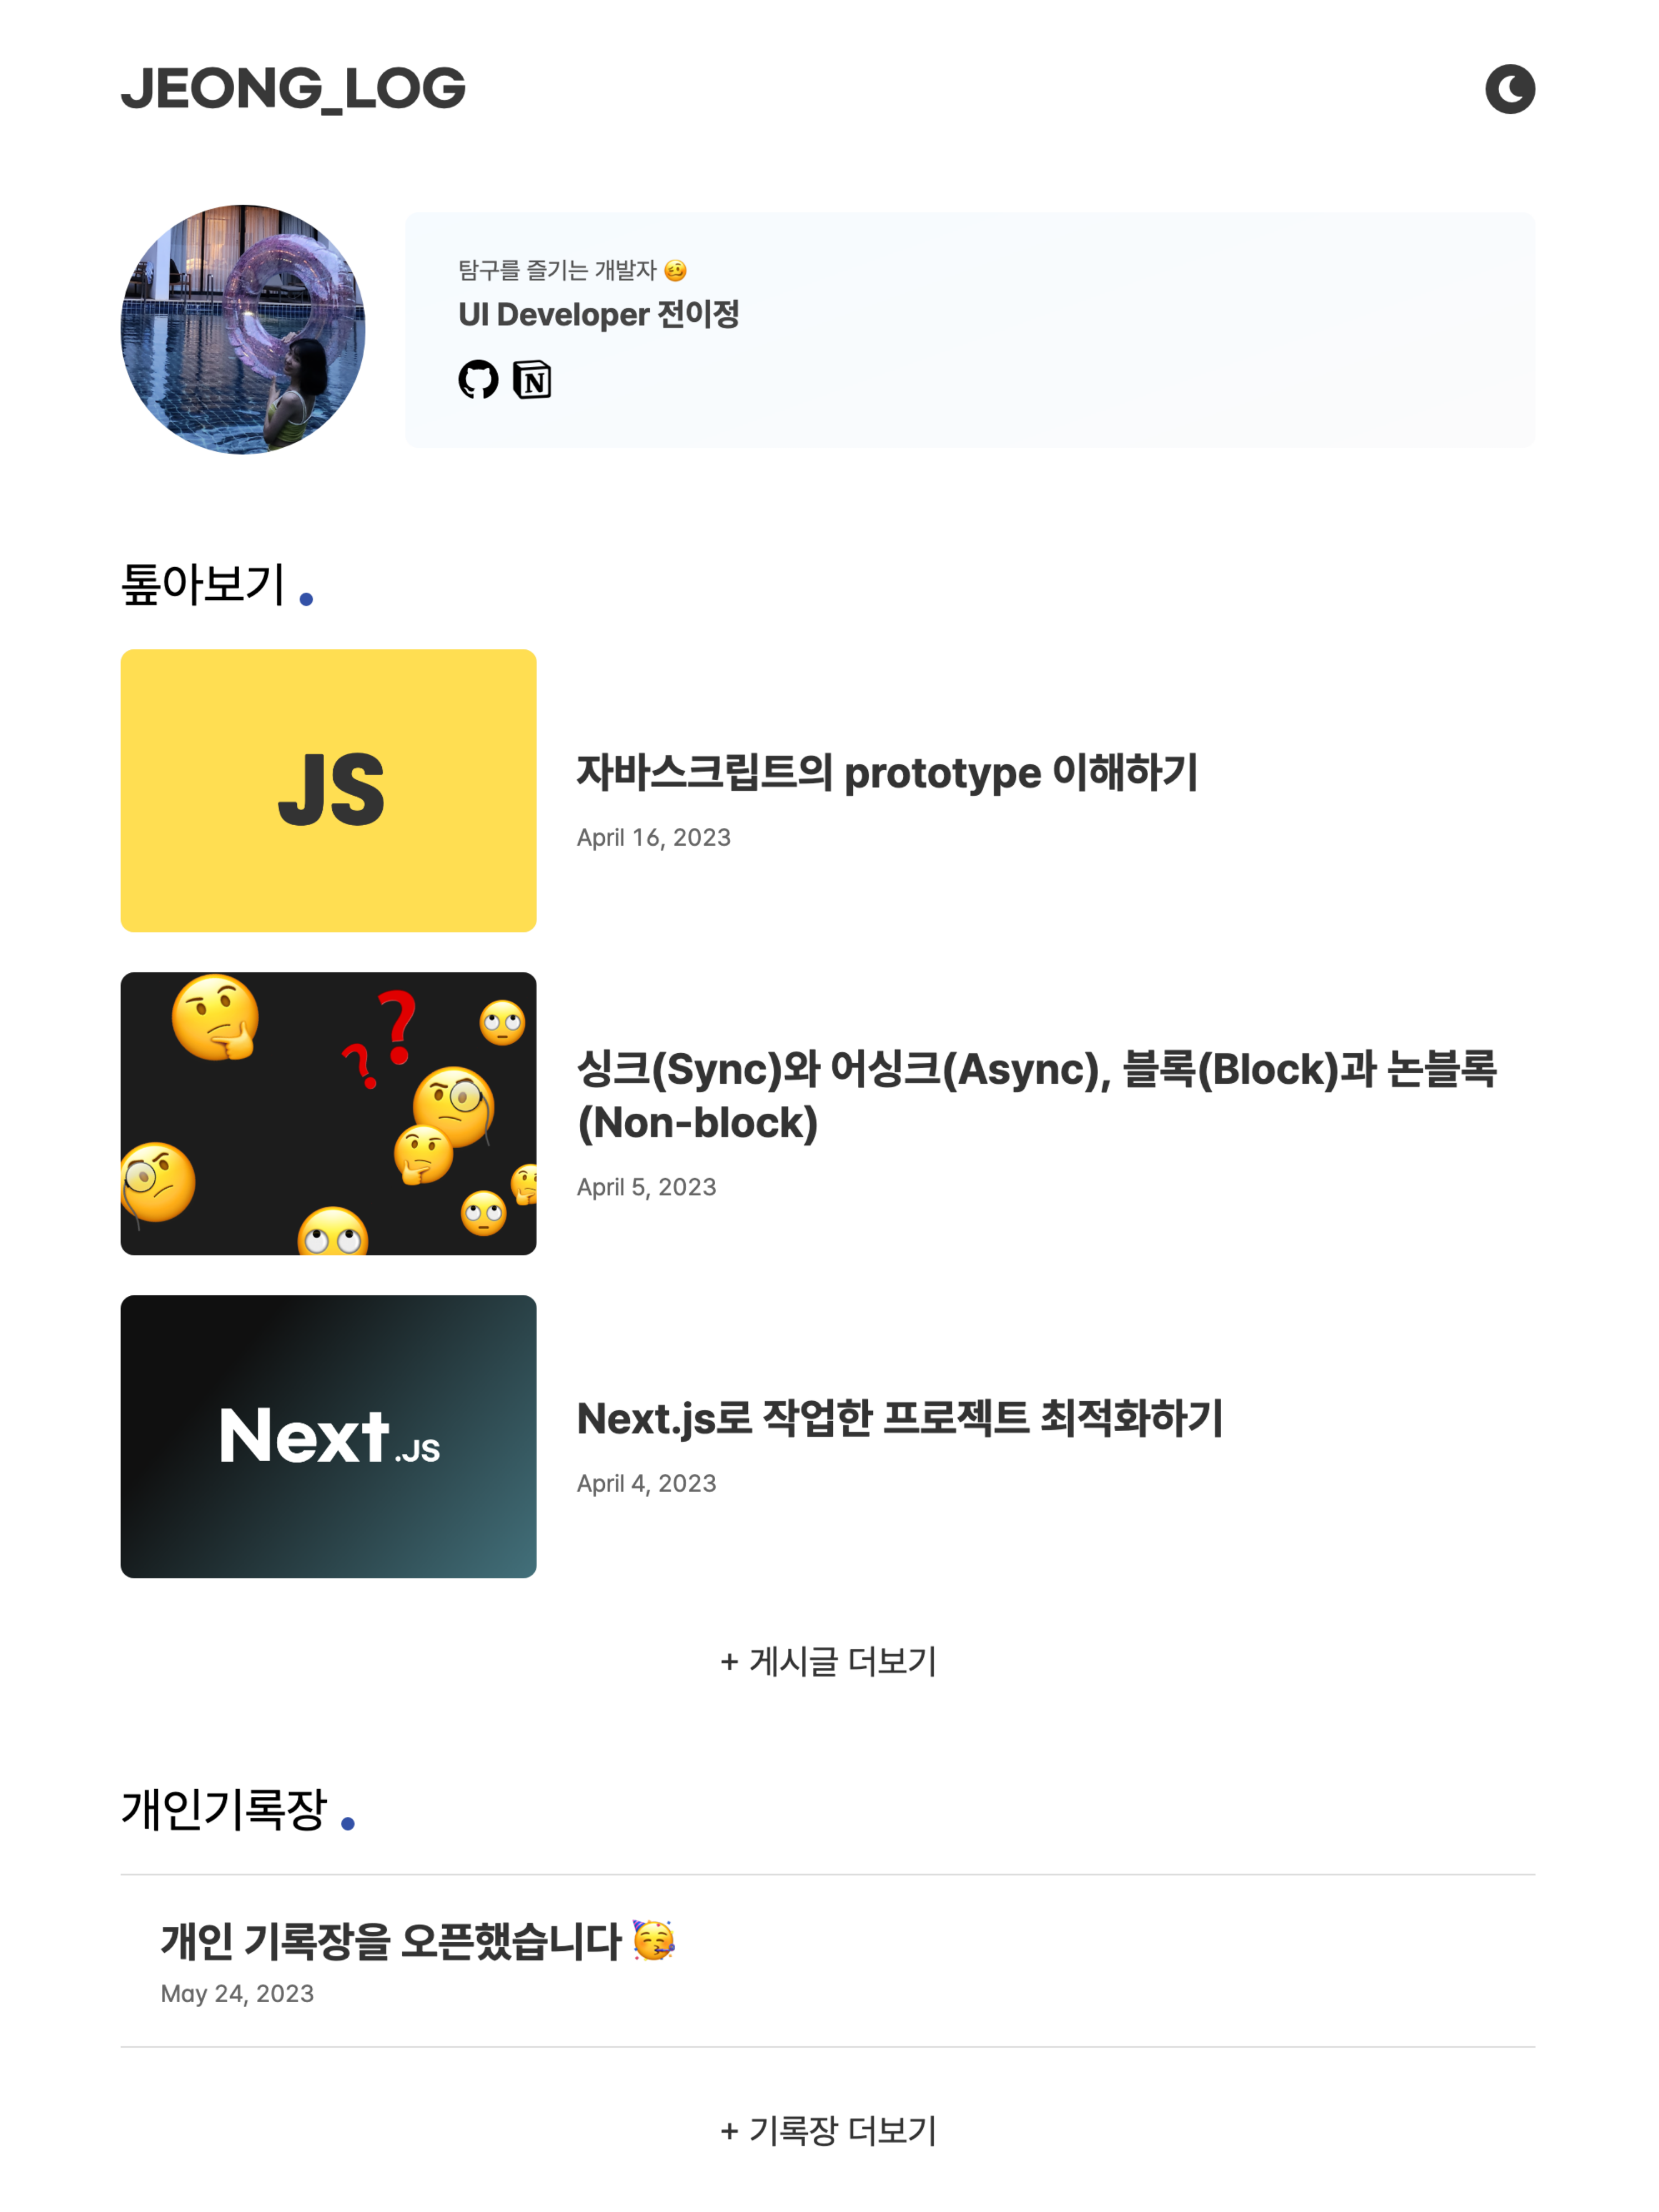 JEONG_LOG
탐구를 즐기는 개발자 🥴
UI Developer 전이정
N
톺아보기 .
JS
자바스크립트의 prototype 이해하기
April 16, 2023
싱크(Sync)와 어싱크(Async), 블록(Block)과 논블록
(Non-block)
April 5, 2023
Next.JS
Next.js로 작업한 프로젝트 최적화하기
April 4, 2023
+ 게시글 더보기
개인기록장 .
개인 기록장을 오픈했습니다 🥳
May 24, 2023
+ 기록장 더보기